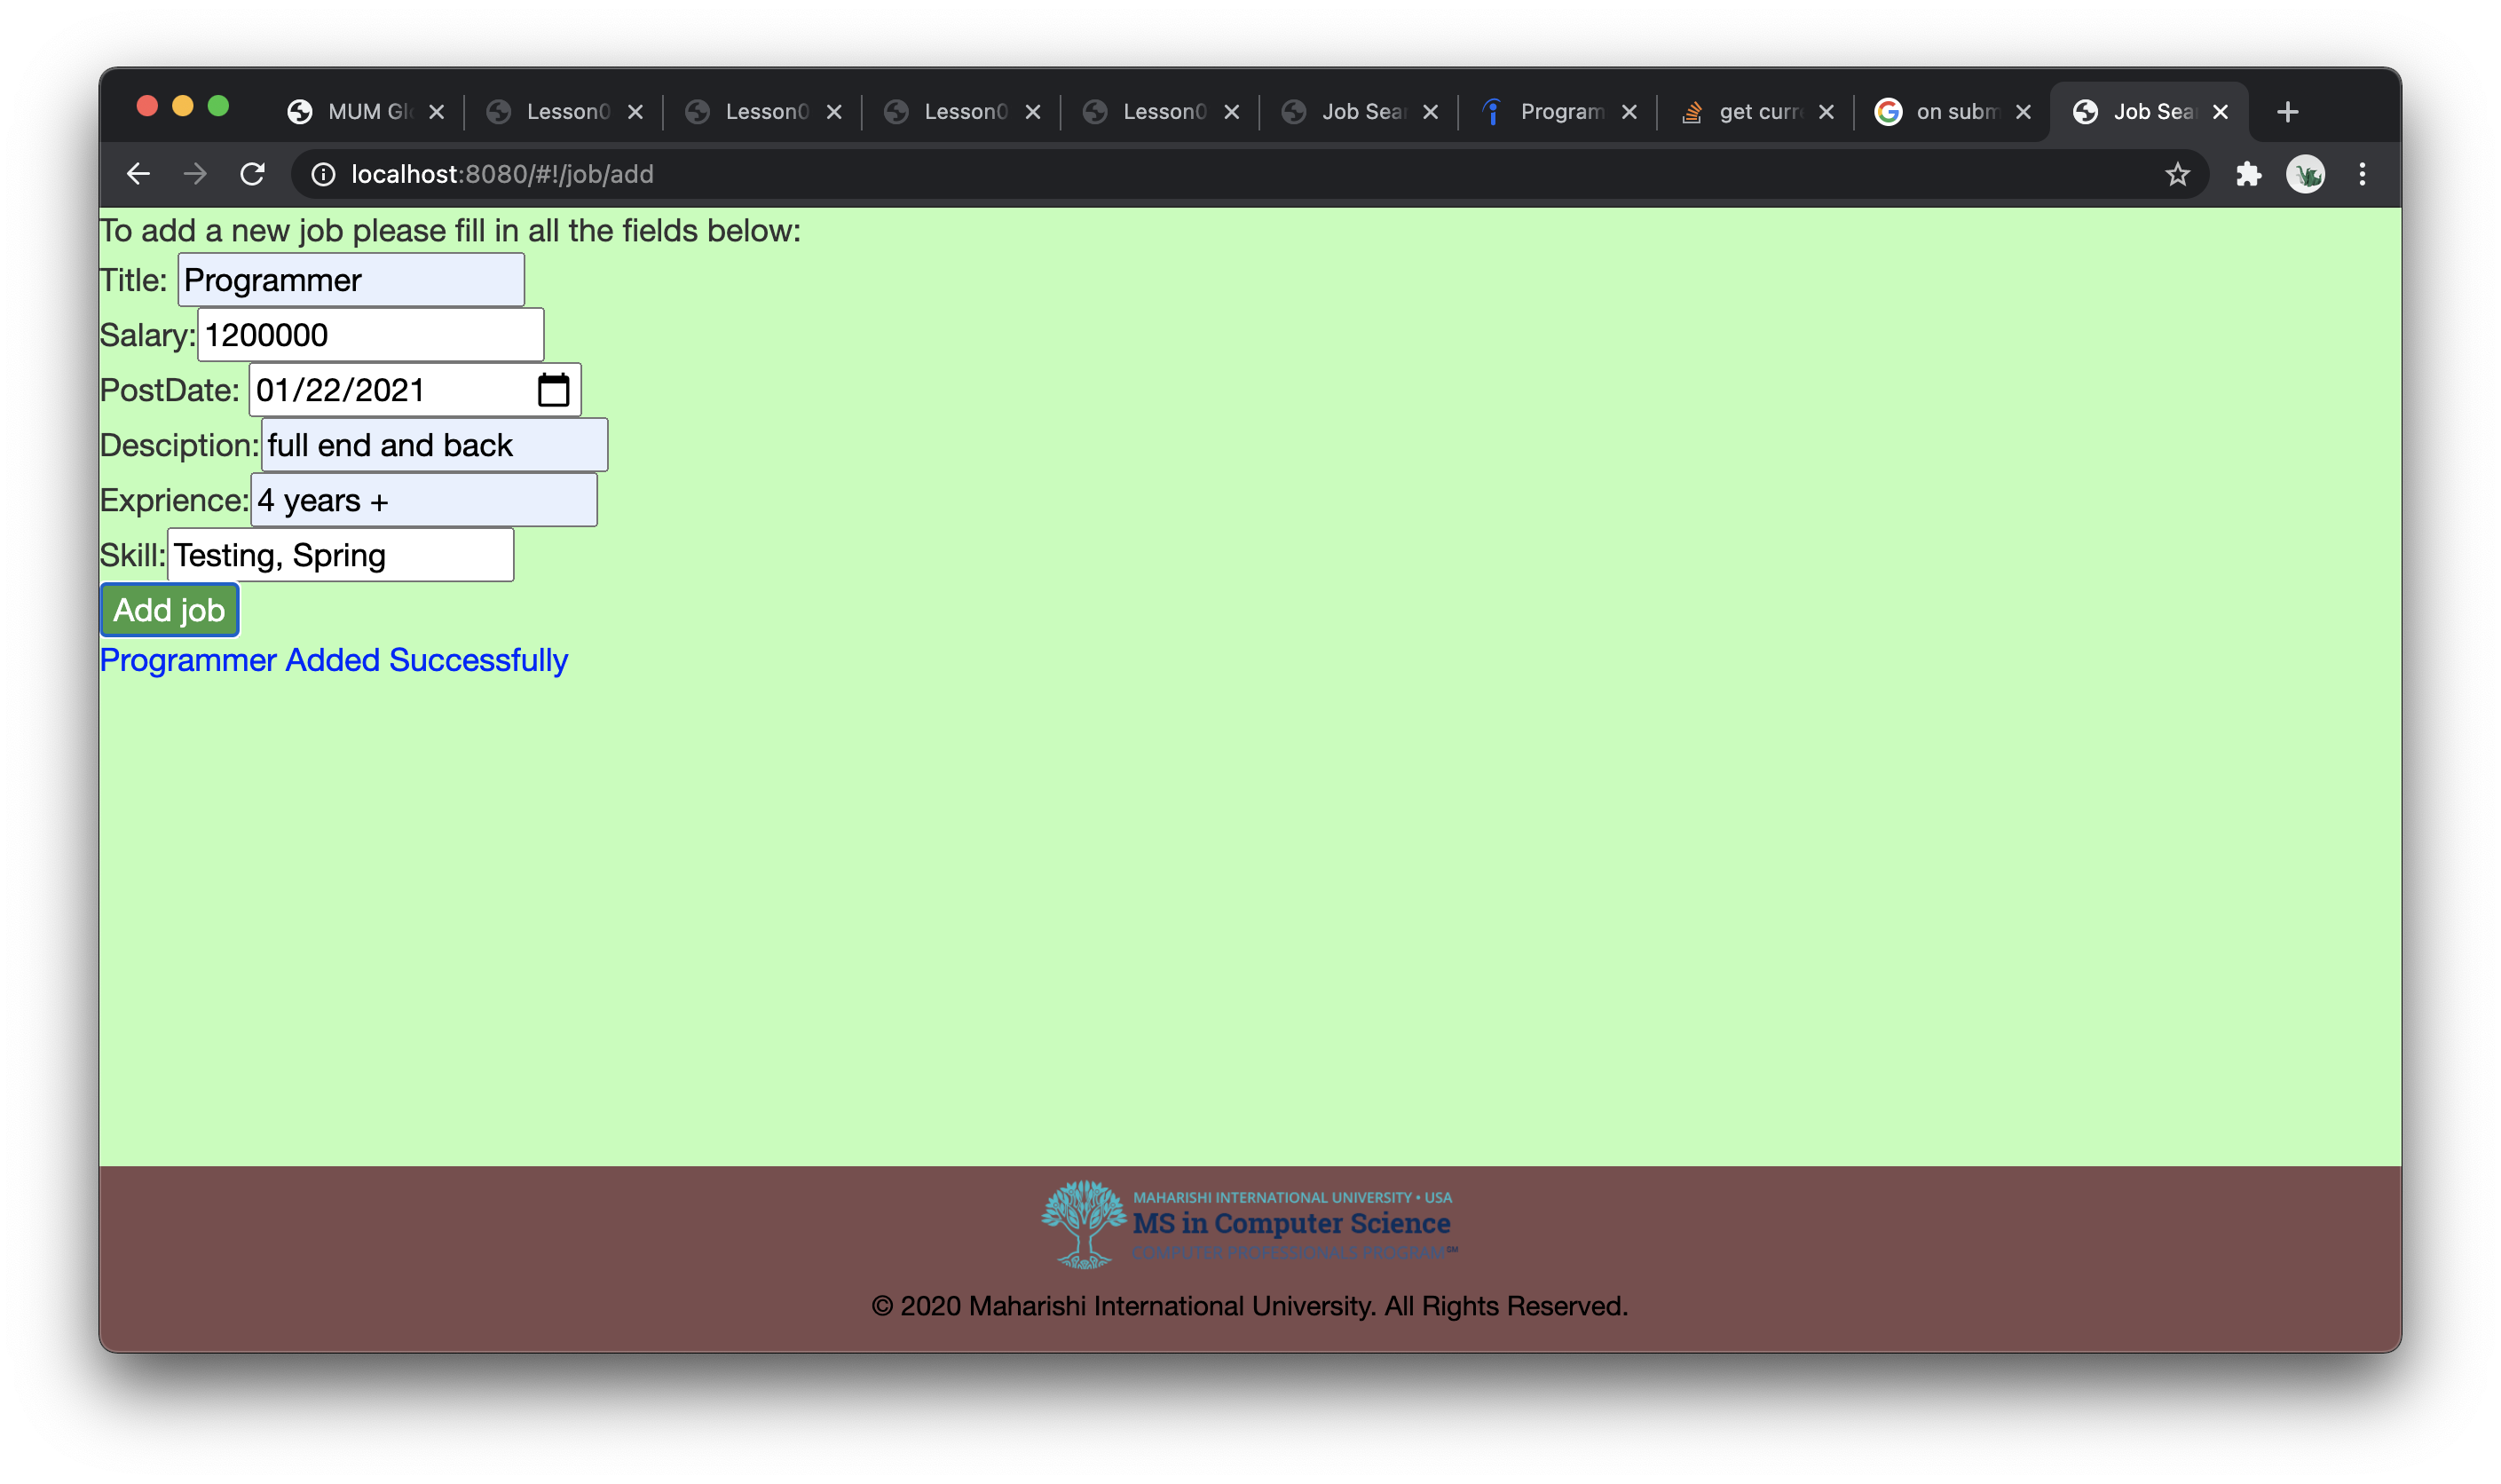 MUM Gl
Lesson0
Lesson0
Lesson0
Lesson0
Job Sea
Program
get curre
on subm
Job Sea
localhost:8080/#!/job/add
To add a new job please fill in all the fields below:
Title: Programmer
Salary: 1200000
PostDate: 01/22/2021
Desciption: full end and back
Exprience: 4 years +
Skill: Testing, Spring
Add job
Programmer Added Successfully
MAHARISHI INTERNATIONAL UNIVERSITY • USA
MS in Computer Science
COMPUTER PROFESSIONALS PROGRAM℠
© 2020 Maharishi International University. All Rights Reserved.